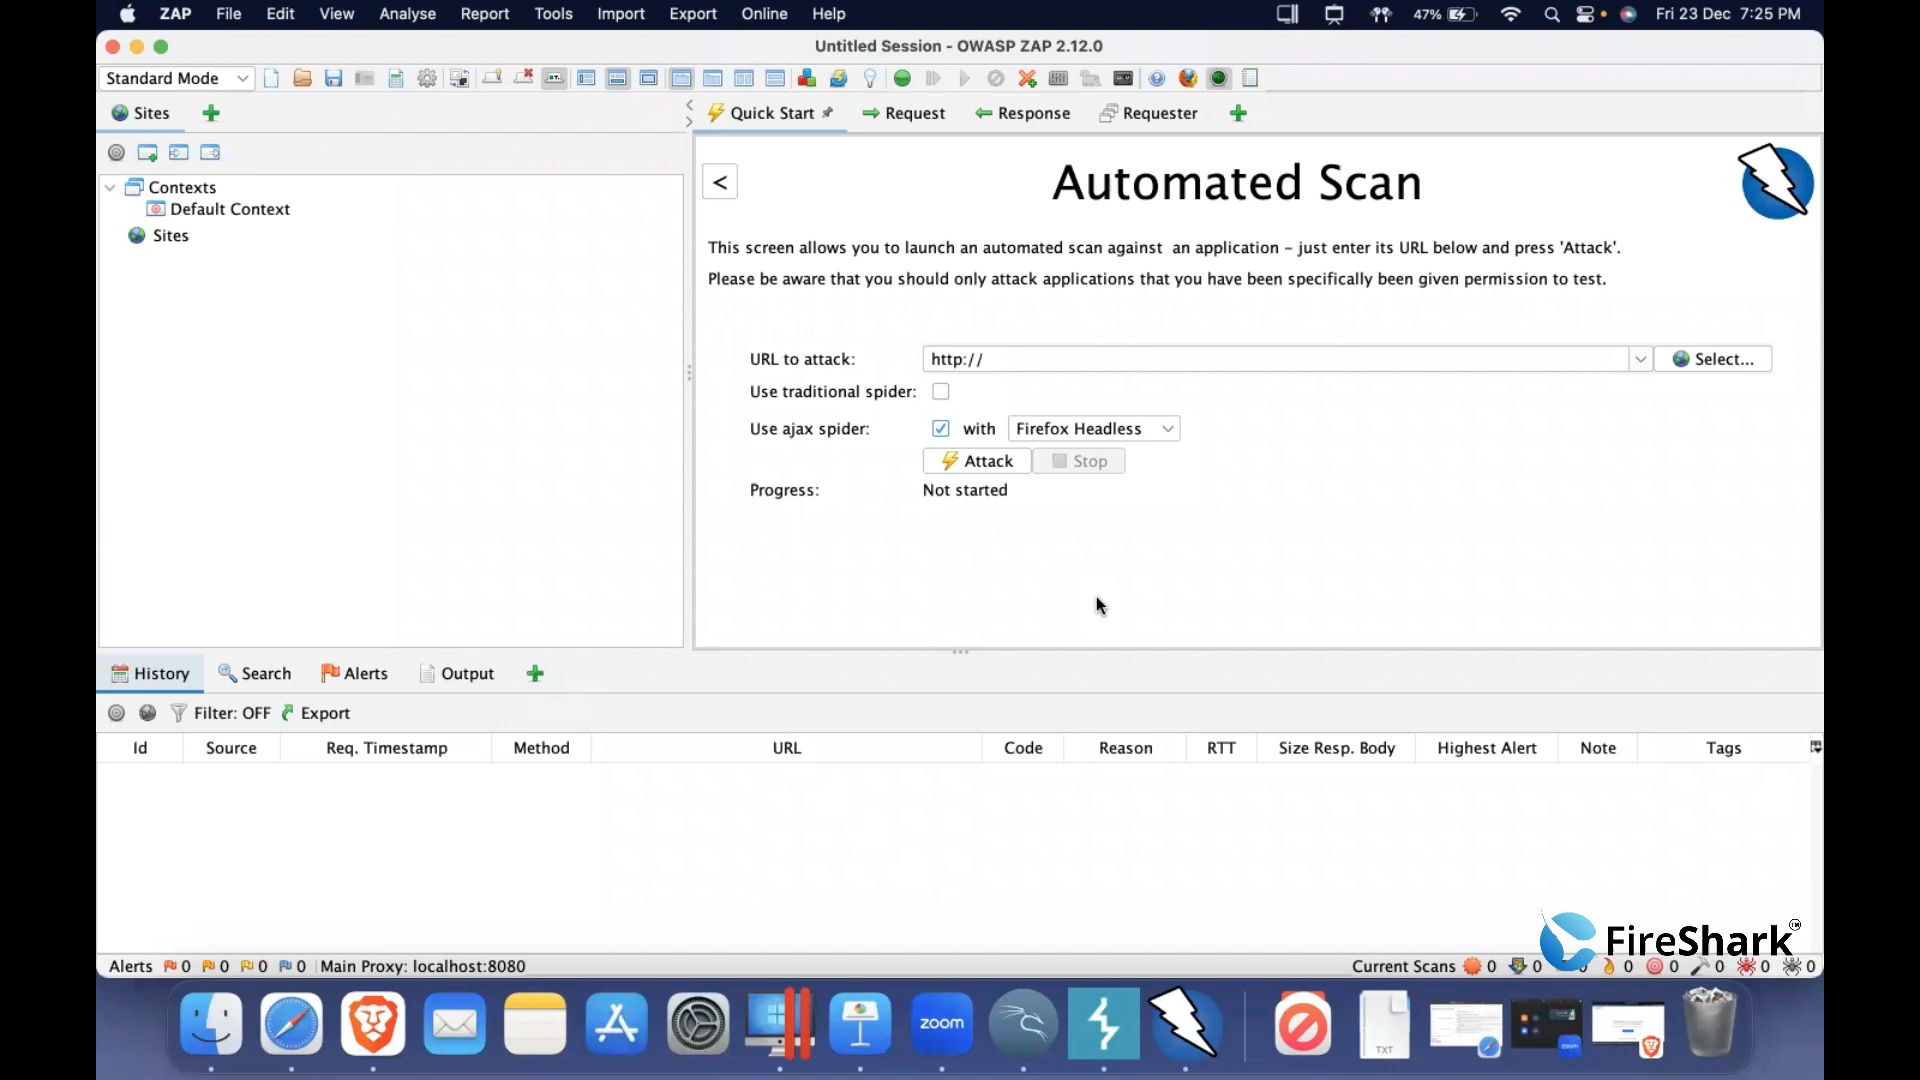 ZAP File Edit View Analyse Report Tools Import Export Online Help 47% Fri 23 Dec 7:25 PM
Untitled Session - OWASP ZAP 2.12.0
Standard Mode
Sites
Quick Start Request Response Requester
<
Automated Scan
Contexts
Default Context
Sites
This screen allows you to launch an automated scan against an application – just enter its URL below and press 'Attack'.
Please be aware that you should only attack applications that you have been specifically been given permission to test.
URL to attack: http:// Select...
Use traditional spider:
Use ajax spider: with Firefox Headless
Attack Stop
Progress: Not started
History Search Alerts Output
Filter: OFF Export
Id Source Req. Timestamp Method URL Code Reason RTT Size Resp. Body Highest Alert Note Tags
FireShark™
Alerts 0 0 0 0 Main Proxy: localhost:8080 Current Scans 0 0 0 0 0 0 0 0
zoom
TXT